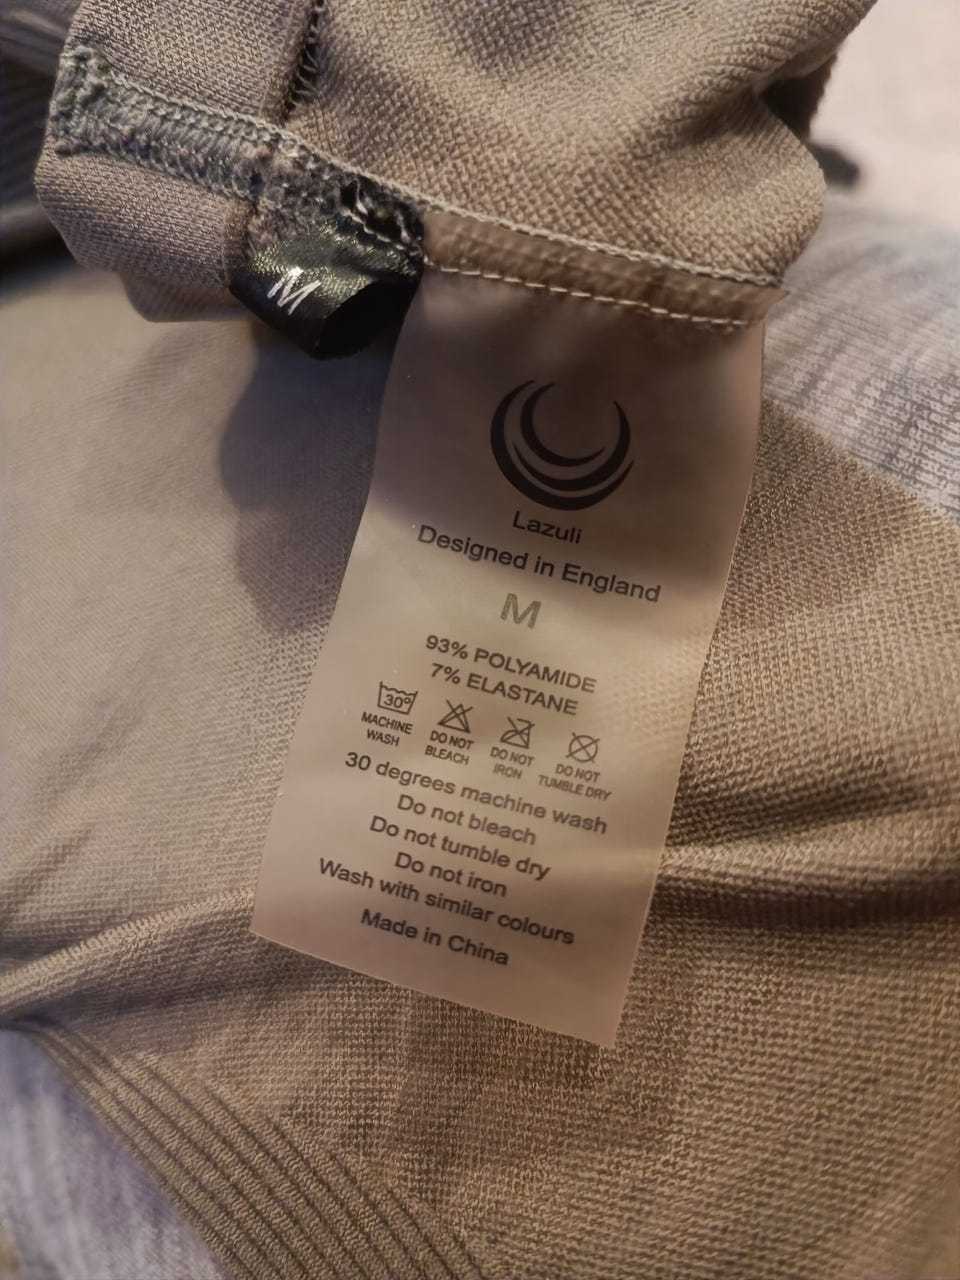 M
Lazuli
Designed in England
M
93% POLYAMIDE
7% ELASTANE
30°
MACHINE
WASH
DO NOT
BLEACH
DO NOT
IRON
DO NOT
TUMBLE DRY
30 degrees machine wash
Do not bleach
Do not tumble dry
Do not iron
Wash with similar colours
Made in China